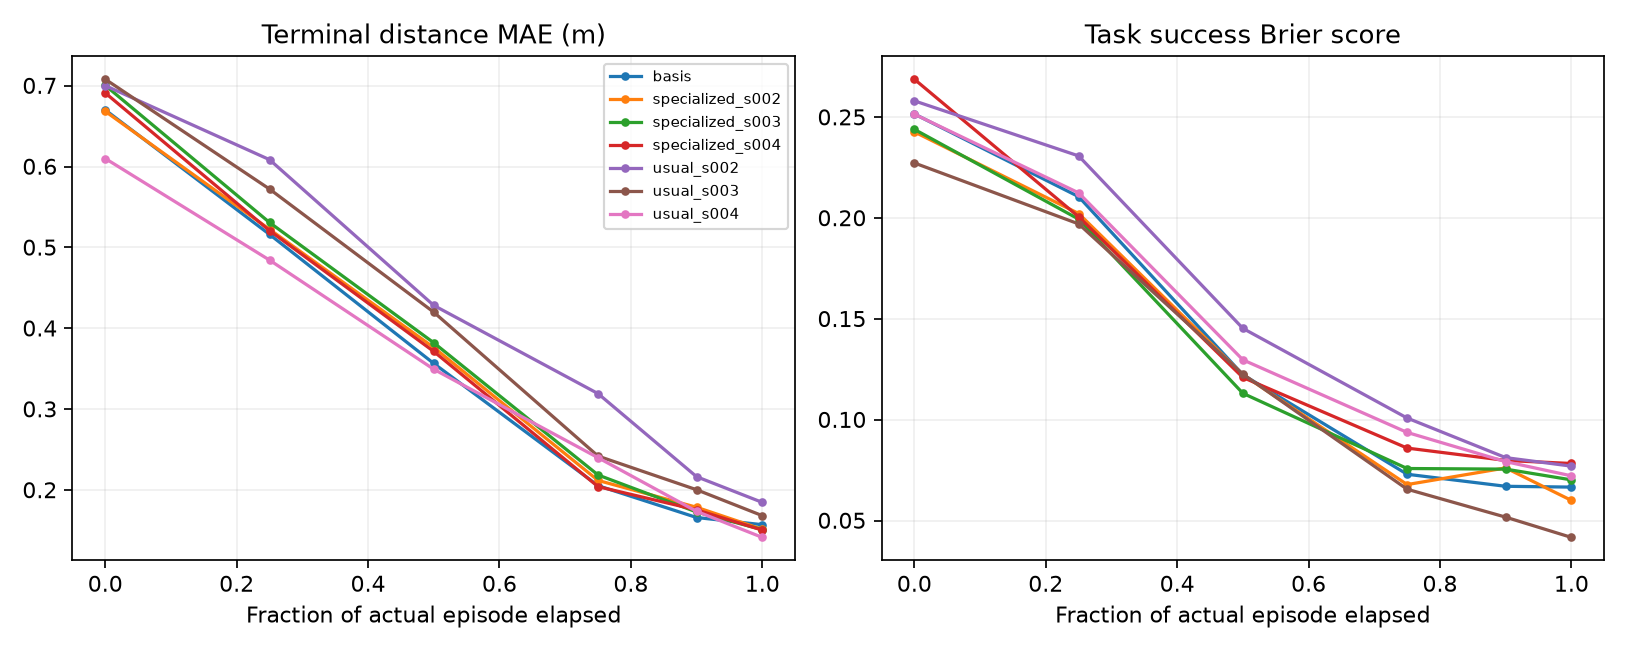 Terminal distance MAE (m)
0.7
0.6
0.5
0.4
0.3
0.2
basis
specialized_s002
specialized_s003
specialized_s004
usual_s002
usual_s003
usual_s004
0.0 0.2 0.4 0.6 0.8 1.0
Fraction of actual episode elapsed
Task success Brier score
0.25
0.20
0.15
0.10
0.05
0.0 0.2 0.4 0.6 0.8 1.0
Fraction of actual episode elapsed